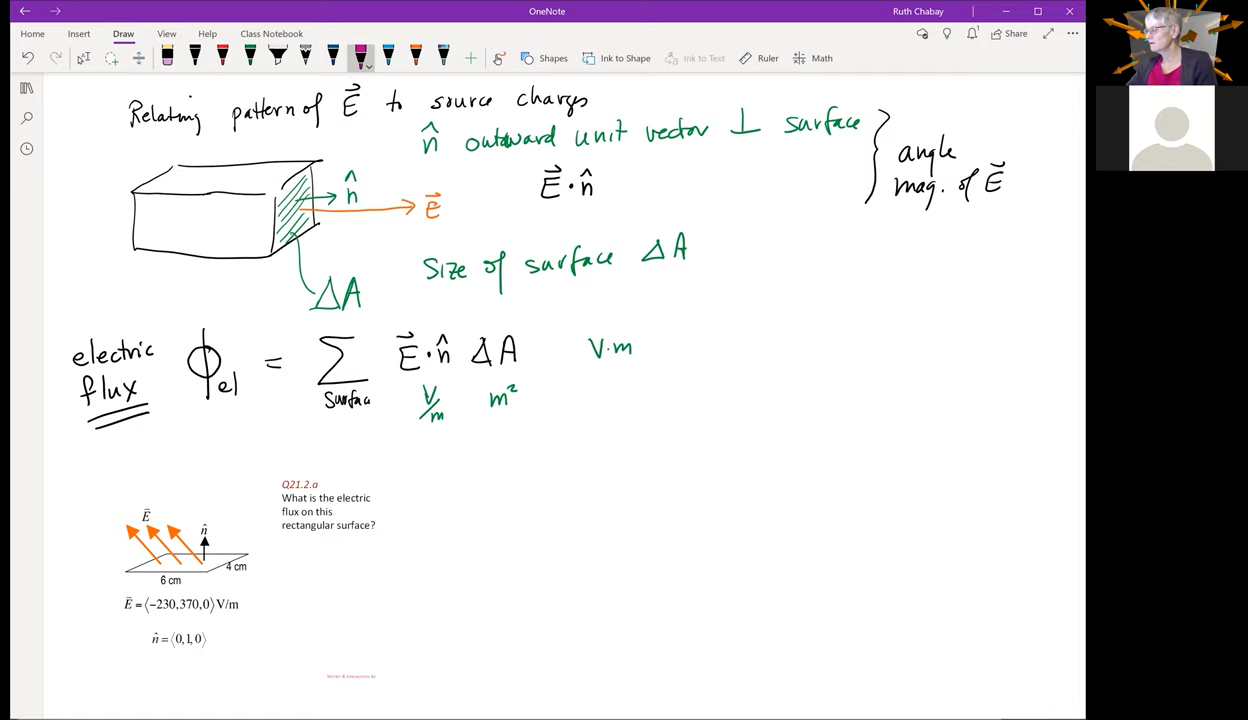 OneNote
Ruth Chabay
Home Insert Draw View Help Class Notebook
Share
Shapes Ink to Shape Ink to Text Ruler Math
Relating pattern of E⃗ to source charges
n̂ outward unit vector ⊥ surface
E⃗ · n̂
angle
mag. of E⃗
n̂
E⃗
Size of surface ΔA
ΔA
electric flux Φel = Σ E⃗ · n̂ ΔA V·m
Surfac V/m m²
Q21.2.a
What is the electric
flux on this
rectangular surface?
E⃗
n̂
4 cm
6 cm
E⃗ = ⟨−230,370,0⟩ V/m
n̂ = ⟨0,1,0⟩